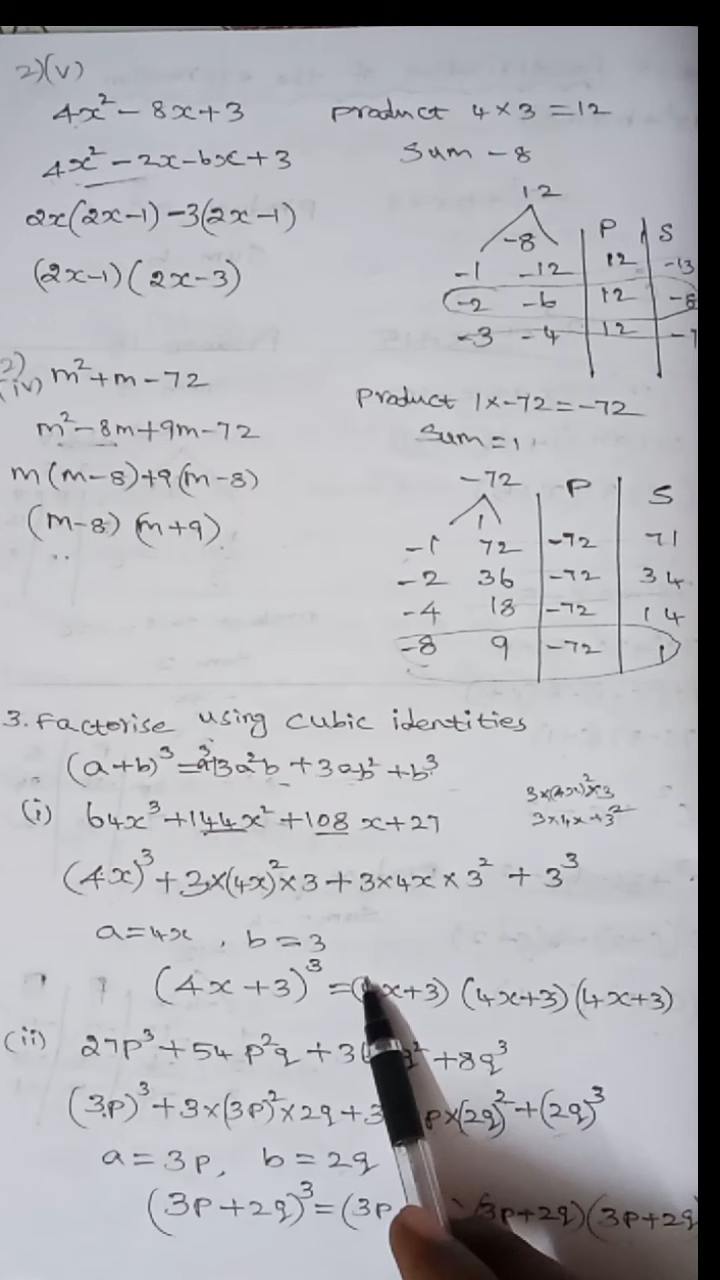 2)(v)
4x² - 8x + 3
product 4 × 3 = 12
4x² - 2x - 6x + 3
Sum - 8
2x(2x-1) - 3(2x-1)
(2x-1) (2x-3)
12
-8 P S
-1 -12 12 -13
-2 -6 12 -8
-3 -4 12 -7
2)
(iv) m² + m - 72
product 1 × -72 = -72
m² - 8m + 9m - 72
Sum = 1
m(m-8) + 9(m-8)
(m-8) (m+9)
-72 P S
1
-1 72 -72 71
-2 36 -72 34
-4 18 -72 14
-8 9 -72 1
3. Factorise using cubic identities
(a+b)³ = a³+3a²b + 3ab² + b³
3×(4x)²×3
3×4x+3²
(i) 64x³ + 144x² + 108x + 27
(4x)³ + 3×(4x)²×3 + 3×4x×3² + 3³
a = 4x, b = 3
(4x+3)³ = (4x+3) (4x+3) (4x+3)
(ii) 27p³ + 54p²q + 3 q² + 8q³
(3p)³ + 3×(3p)²×2q + 3 p×(2q)² + (2q)³
a = 3p, b = 2q
(3p+2q)³ = (3p (3p+2q) (3p+2q